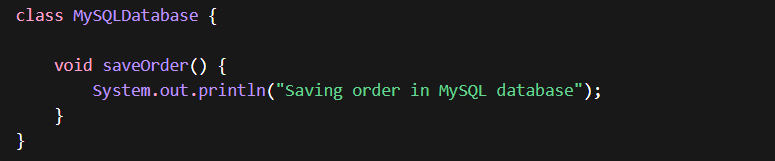 class MySQLDatabase {
void saveOrder() {
System.out.println("Saving order in MySQL database");
}
}